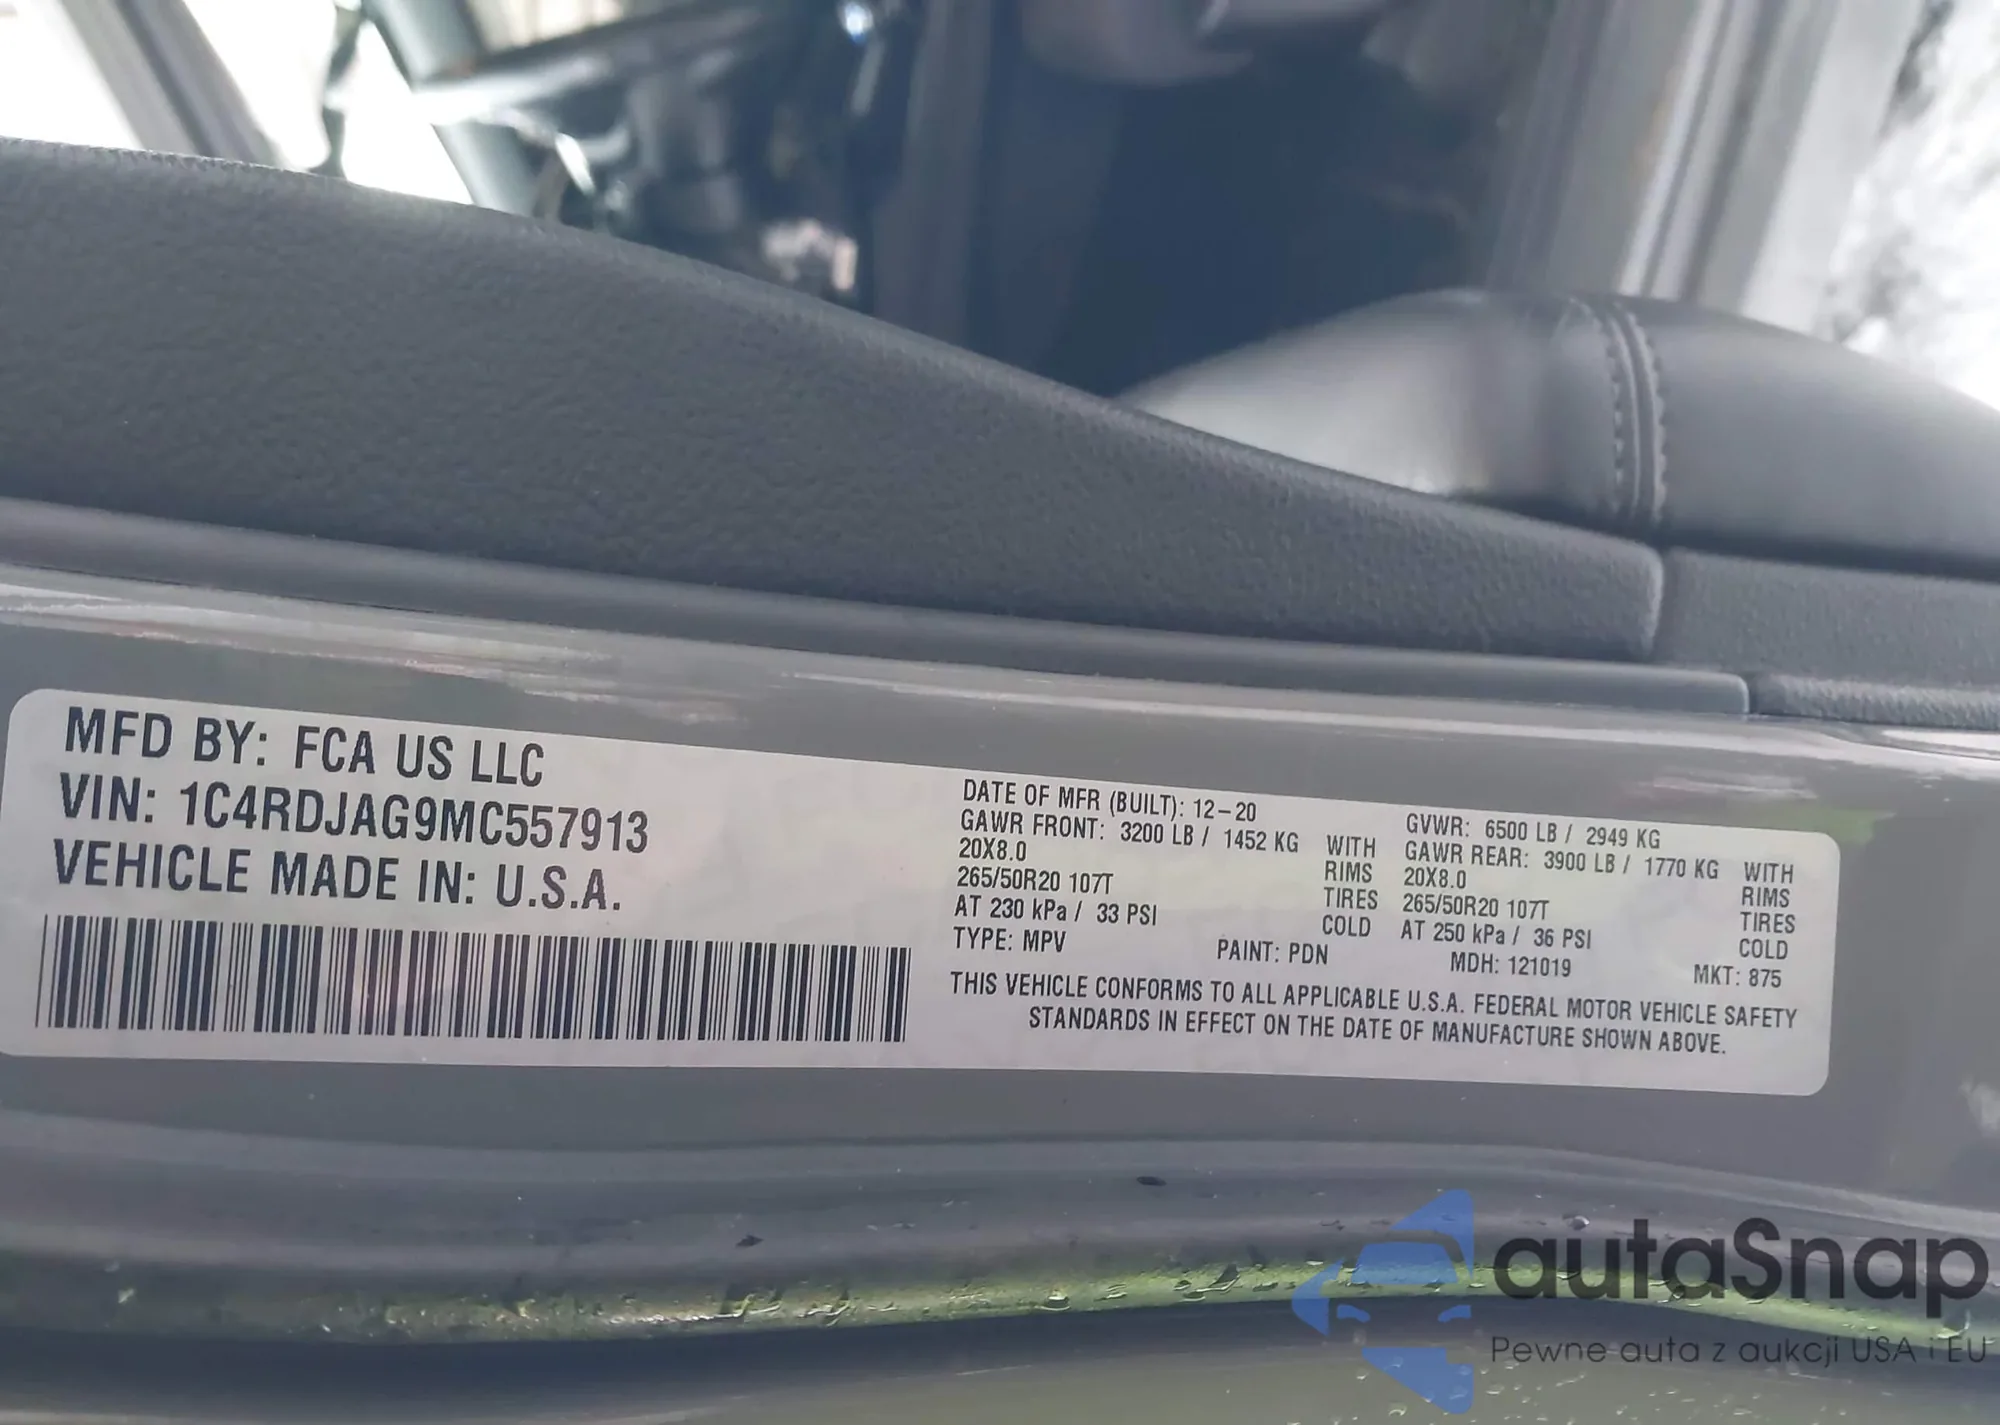 MFD BY: FCA US LLC
VIN: 1C4RDJAG9MC557913
VEHICLE MADE IN: U.S.A.
DATE OF MFR (BUILT): 12-20
GAWR FRONT: 3200 LB / 1452 KG WITH
20X8.0 RIMS
265/50R20 107T TIRES
AT 230 kPa / 33 PSI COLD
GVWR: 6500 LB / 2949 KG
GAWR REAR: 3900 LB / 1770 KG WITH
20X8.0 RIMS
265/50R20 107T TIRES
AT 250 kPa / 36 PSI COLD
TYPE: MPV PAINT: PDN MDH: 121019 MKT: 875
THIS VEHICLE CONFORMS TO ALL APPLICABLE U.S.A. FEDERAL MOTOR VEHICLE SAFETY
STANDARDS IN EFFECT ON THE DATE OF MANUFACTURE SHOWN ABOVE.
autaSnap
Pewne auta z aukcji USA i EU